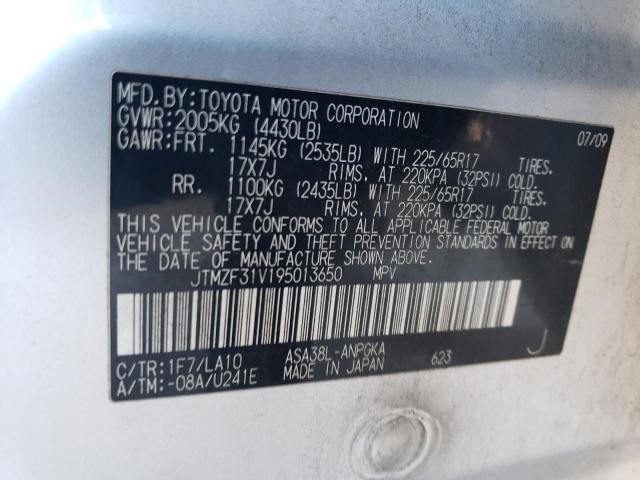 MFD.BY:TOYOTA MOTOR CORPORATION 07/09
GVWR:2005KG (4430LB)
GAWR:FRT. 1145KG (2535LB) WITH 225/65R17 TIRES.
17X7J RIMS. AT 220KPA (32PSI) COLD.
RR. 1100KG (2435LB) WITH 225/65R17 TIRES.
17X7J RIMS. AT 220KPA (32PSI) COLD.
THIS VEHICLE CONFORMS TO ALL APPLICABLE FEDERAL MOTOR
VEHICLE SAFETY AND THEFT PREVENTION STANDARDS IN EFFECT ON
THE DATE OF MANUFACTURE SHOWN ABOVE.
JTMZF31V195013650 MPV
C/TR:1F7/LA10 ASA38L-ANPGKA 623 J
A/TM:-08A/U241E MADE IN JAPAN